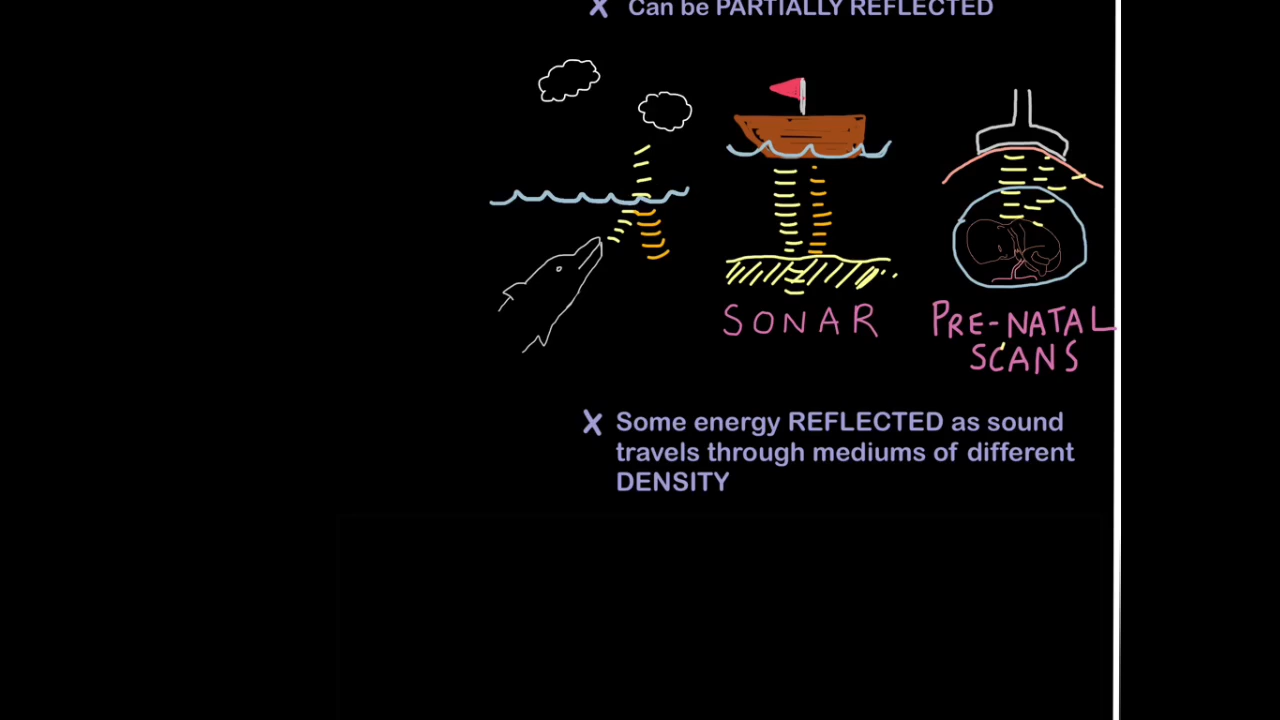 X Can be PARTIALLY REFLECTED
SONAR
PRE-NATAL
SCANS
X Some energy REFLECTED as sound
travels through mediums of different
DENSITY